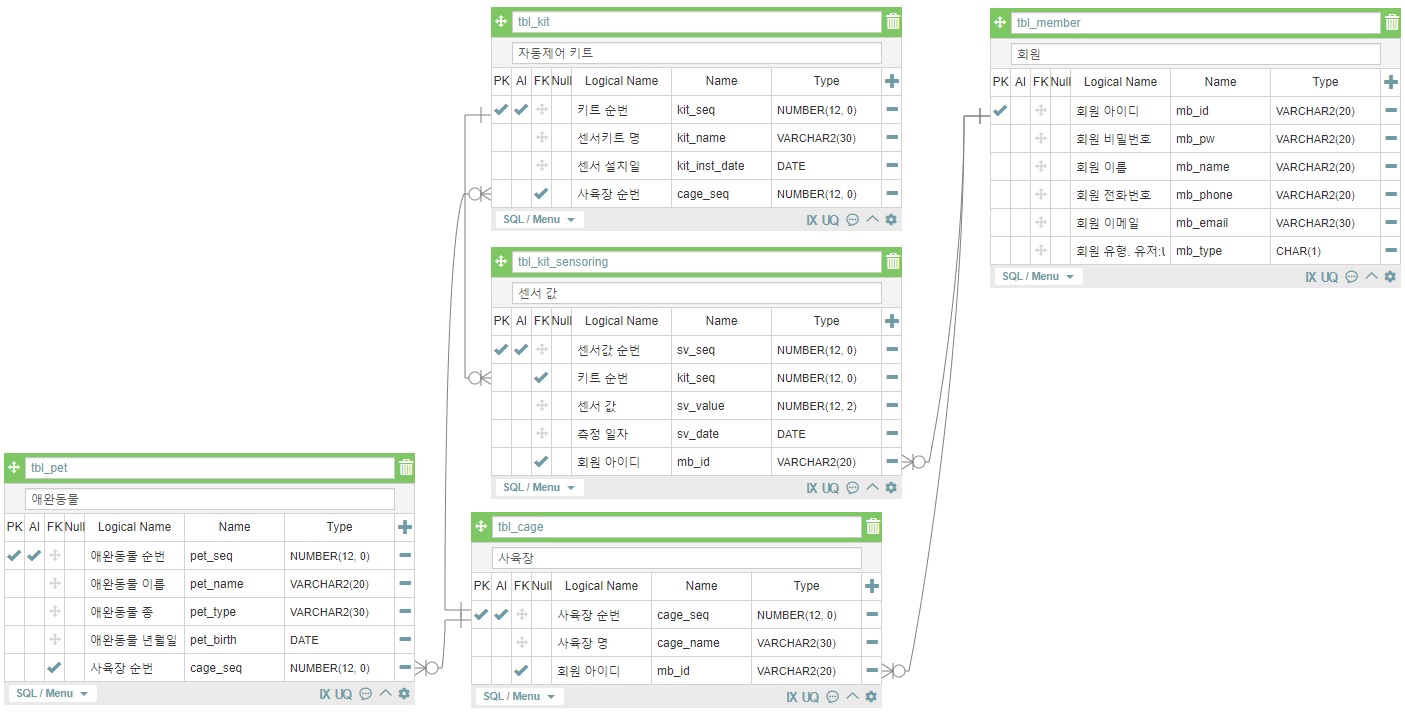 tbl_kit
자동제어 키트
PK AI FK Null Logical Name Name Type
키트 순번 kit_seq NUMBER(12, 0)
센서키트 명 kit_name VARCHAR2(30)
센서 설치일 kit_inst_date DATE
사육장 순번 cage_seq NUMBER(12, 0)
SQL / Menu IX UQ
tbl_member
회원
PK AI FK Null Logical Name Name Type
회원 아이디 mb_id VARCHAR2(20)
회원 비밀번호 mb_pw VARCHAR2(20)
회원 이름 mb_name VARCHAR2(20)
회원 전화번호 mb_phone VARCHAR2(20)
회원 이메일 mb_email VARCHAR2(30)
회원 유형. 유저:U mb_type CHAR(1)
SQL / Menu IX UQ
tbl_kit_sensoring
센서 값
PK AI FK Null Logical Name Name Type
센서값 순번 sv_seq NUMBER(12, 0)
키트 순번 kit_seq NUMBER(12, 0)
센서 값 sv_value NUMBER(12, 2)
측정 일자 sv_date DATE
회원 아이디 mb_id VARCHAR2(20)
SQL / Menu IX UQ
tbl_pet
애완동물
PK AI FK Null Logical Name Name Type
애완동물 순번 pet_seq NUMBER(12, 0)
애완동물 이름 pet_name VARCHAR2(20)
애완동물 종 pet_type VARCHAR2(30)
애완동물 년월일 pet_birth DATE
사육장 순번 cage_seq NUMBER(12, 0)
SQL / Menu IX UQ
tbl_cage
사육장
PK AI FK Null Logical Name Name Type
사육장 순번 cage_seq NUMBER(12, 0)
사육장 명 cage_name VARCHAR2(30)
회원 아이디 mb_id VARCHAR2(20)
SQL / Menu IX UQ